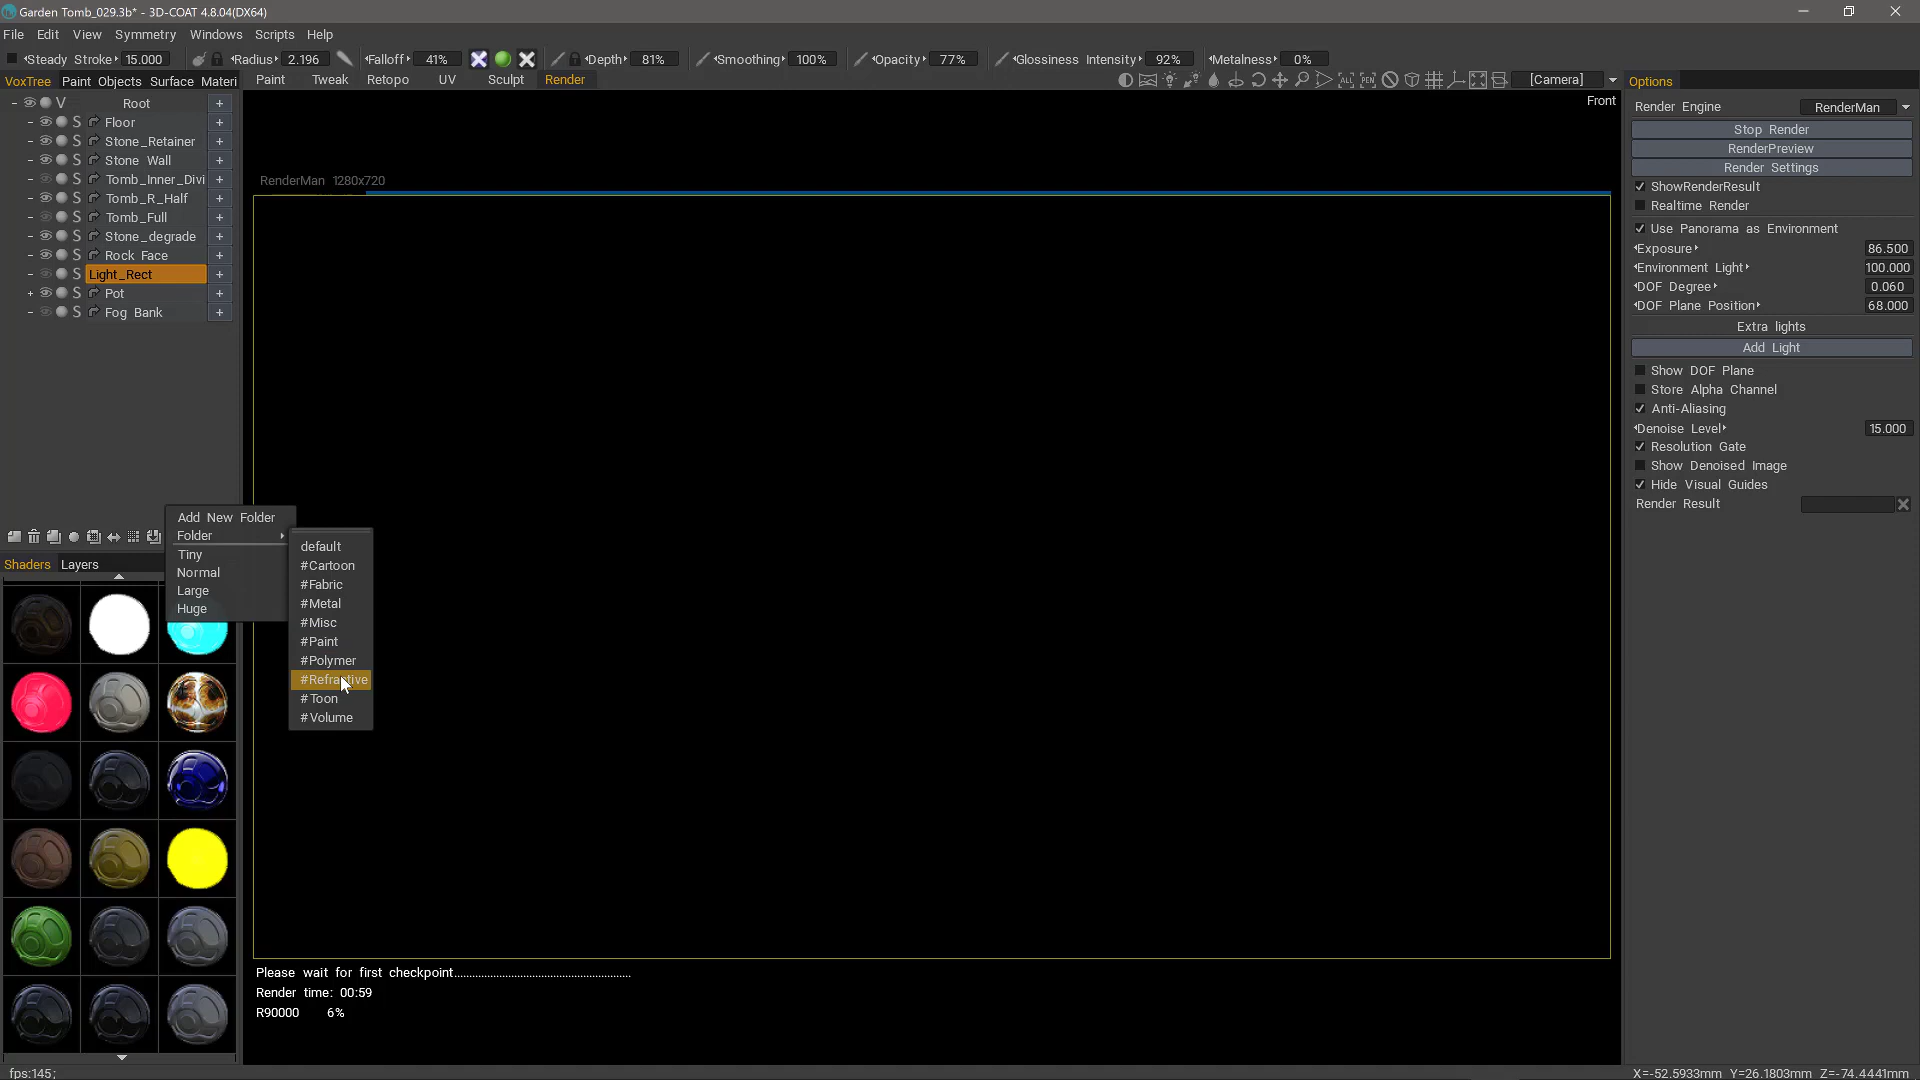 Garden Tomb_029.3b* - 3D-COAT 4.8.04(DX64)
File Edit View Symmetry Windows Scripts Help
Steady Stroke 15.000 Radius 2.196 Falloff 41% Depth 81% Smoothing 100% Opacity 77% Glossiness Intensity 92% Metalness 0%
VoxTree Paint Objects Surface Materi Paint Tweak Retopo UV Sculpt Render ALL PEN [Camera] Options
Front
V Root +
S Floor +
S Stone_Retainer +
S Stone Wall +
S Tomb_Inner_Divi +
S Tomb_R_Half +
S Tomb_Full +
S Stone_degrade +
S Rock Face +
S Light_Rect +
+ S Pot +
S Fog Bank +
RenderMan 1280x720
Render Engine RenderMan
Stop Render
RenderPreview
Render Settings
ShowRenderResult
Realtime Render
Use Panorama as Environment
Exposure 86.500
Environment Light 100.000
DOF Degree 0.060
DOF Plane Position 68.000
Extra lights
Add Light
Show DOF Plane
Store Alpha Channel
Anti-Aliasing
Denoise Level 15.000
Resolution Gate
Show Denoised Image
Hide Visual Guides
Render Result
Add New Folder
Folder
Tiny
Normal
Large
Huge
default
#Cartoon
#Fabric
#Metal
#Misc
#Paint
#Polymer
#Refractive
#Toon
#Volume
Shaders Layers
Please wait for first checkpoint...........................................................
Render time: 00:59
R90000 6%
fps:145;
X=-52.5933mm Y=26.1803mm Z=-74.4441mm